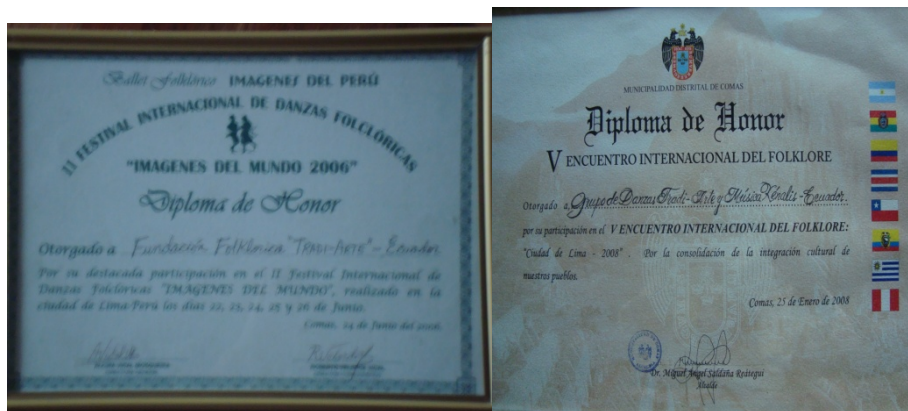 Ballet Folklórico IMAGENES DEL PERÚ
II FESTIVAL INTERNACIONAL DE DANZAS FOLCLÓRICAS
"IMAGENES DEL MUNDO 2006"
Diploma de Honor
Otorgado a Fundación Folklórica "TRADI-ARTE" - Ecuador
Por su destacada participación en el II Festival Internacional de
Danzas Folclóricas "IMAGENES DEL MUNDO", realizado en la
ciudad de Lima-Perú los días 22, 23, 24, 25 y 26 de Junio.
Comas, 24 de Junio del 2006
MUNICIPALIDAD DISTRITAL DE COMAS
Diploma de Honor
V ENCUENTRO INTERNACIONAL DEL FOLKLORE
Otorgado a, Grupo de Danzas Tradi-Arte y Música Kénalis-Ecuador.
por su participación en el V ENCUENTRO INTERNACIONAL DEL FOLKLORE:
"Ciudad de Lima - 2008" . Por la consolidación de la integración cultural de
nuestros pueblos.
Comas, 25 de Enero de 2008
Dr. Miguel Angel Saldaña Reátegui
Alcalde